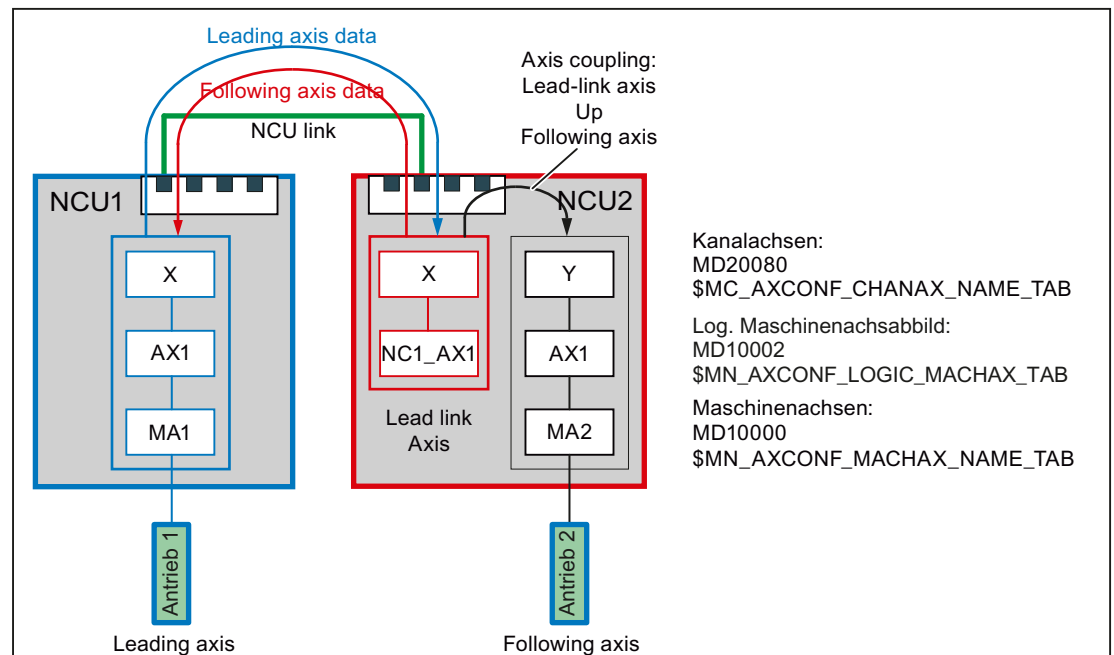 Leading axis data
Following axis data
NCU link
Axis coupling:
Lead-link axis
Up
Following axis
NCU1
X
AX1
MA1
Antrieb 1
Leading axis
NCU2
X
NC1_AX1
Lead link
Axis
Y
AX1
MA2
Antrieb 2
Following axis
Kanalachsen:
MD20080
$MC_AXCONF_CHANAX_NAME_TAB
Log. Maschinenachsabbild:
MD10002
$MN_AXCONF_LOGIC_MACHAX_TAB
Maschinenachsen:
MD10000
$MN_AXCONF_MACHAX_NAME_TAB